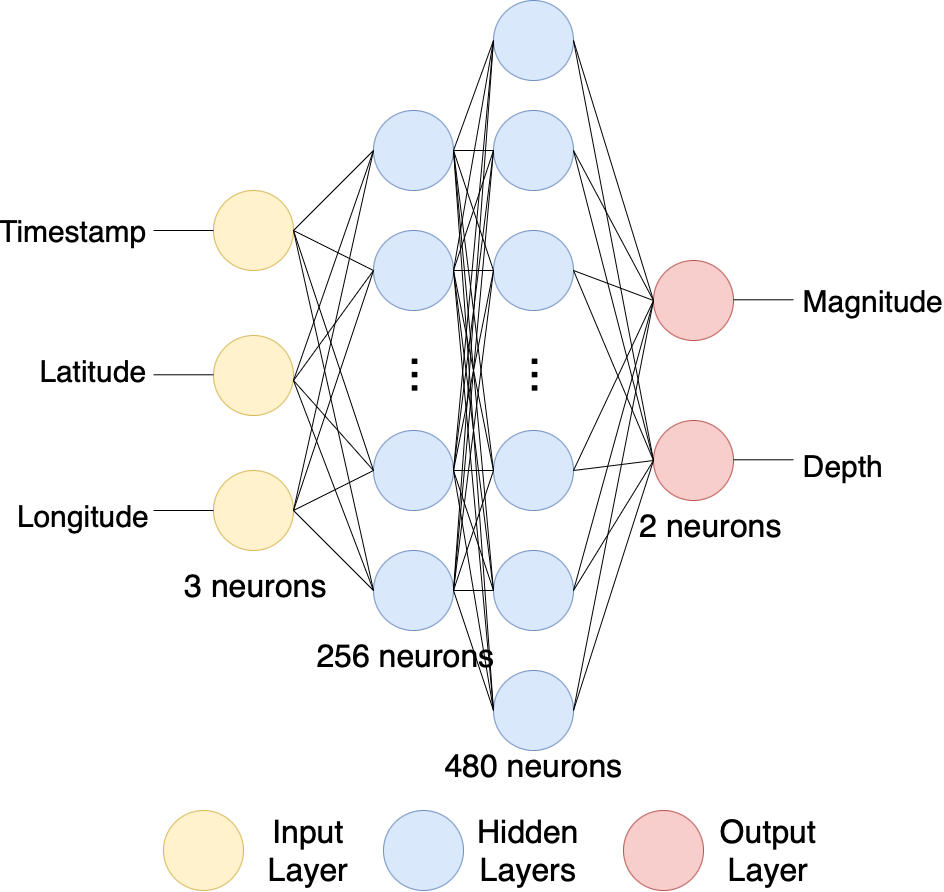 Timestamp
Latitude
Longitude
3 neurons
256 neurons
...
...
480 neurons
Magnitude
Depth
2 neurons
Input
Layer
Hidden
Layers
Output
Layer